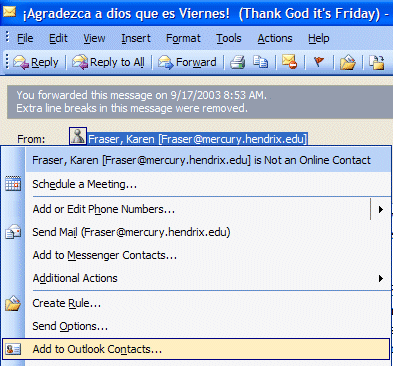 ¡Agradezca a dios que es Viernes! (Thank God it's Friday) -
File Edit View Insert Format Tools Actions Help
Reply Reply to All Forward
You forwarded this message on 9/17/2003 8:53 AM.
Extra line breaks in this message were removed.
From: Fraser, Karen [Fraser@mercury.hendrix.edu]
Fraser, Karen [Fraser@mercury.hendrix.edu] is Not an Online Contact
Schedule a Meeting...
Add or Edit Phone Numbers...
Send Mail (Fraser@mercury.hendrix.edu)
Add to Messenger Contacts...
Additional Actions
Create Rule...
Send Options...
Add to Outlook Contacts...